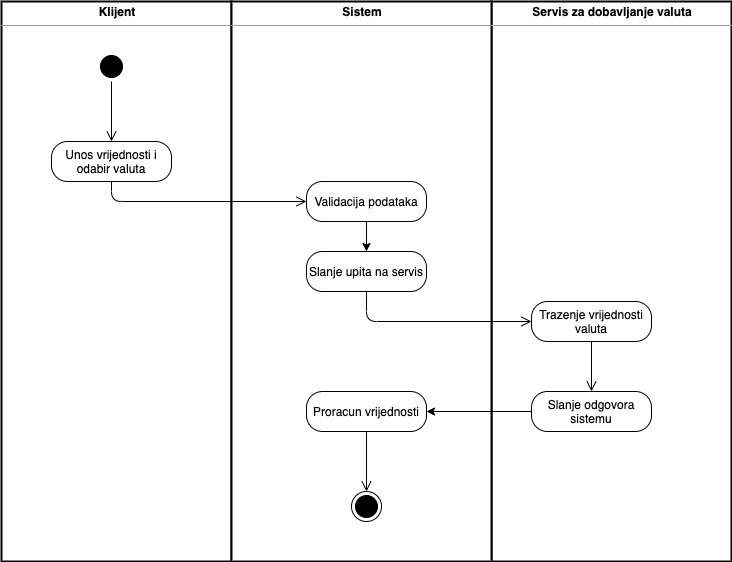 Klijent
Sistem
Servis za dobavljanje valuta
Unos vrijednosti i
odabir valuta
Validacija podataka
Slanje upita na servis
Trazenje vrijednosti
valuta
Slanje odgovora
sistemu
Proracun vrijednosti